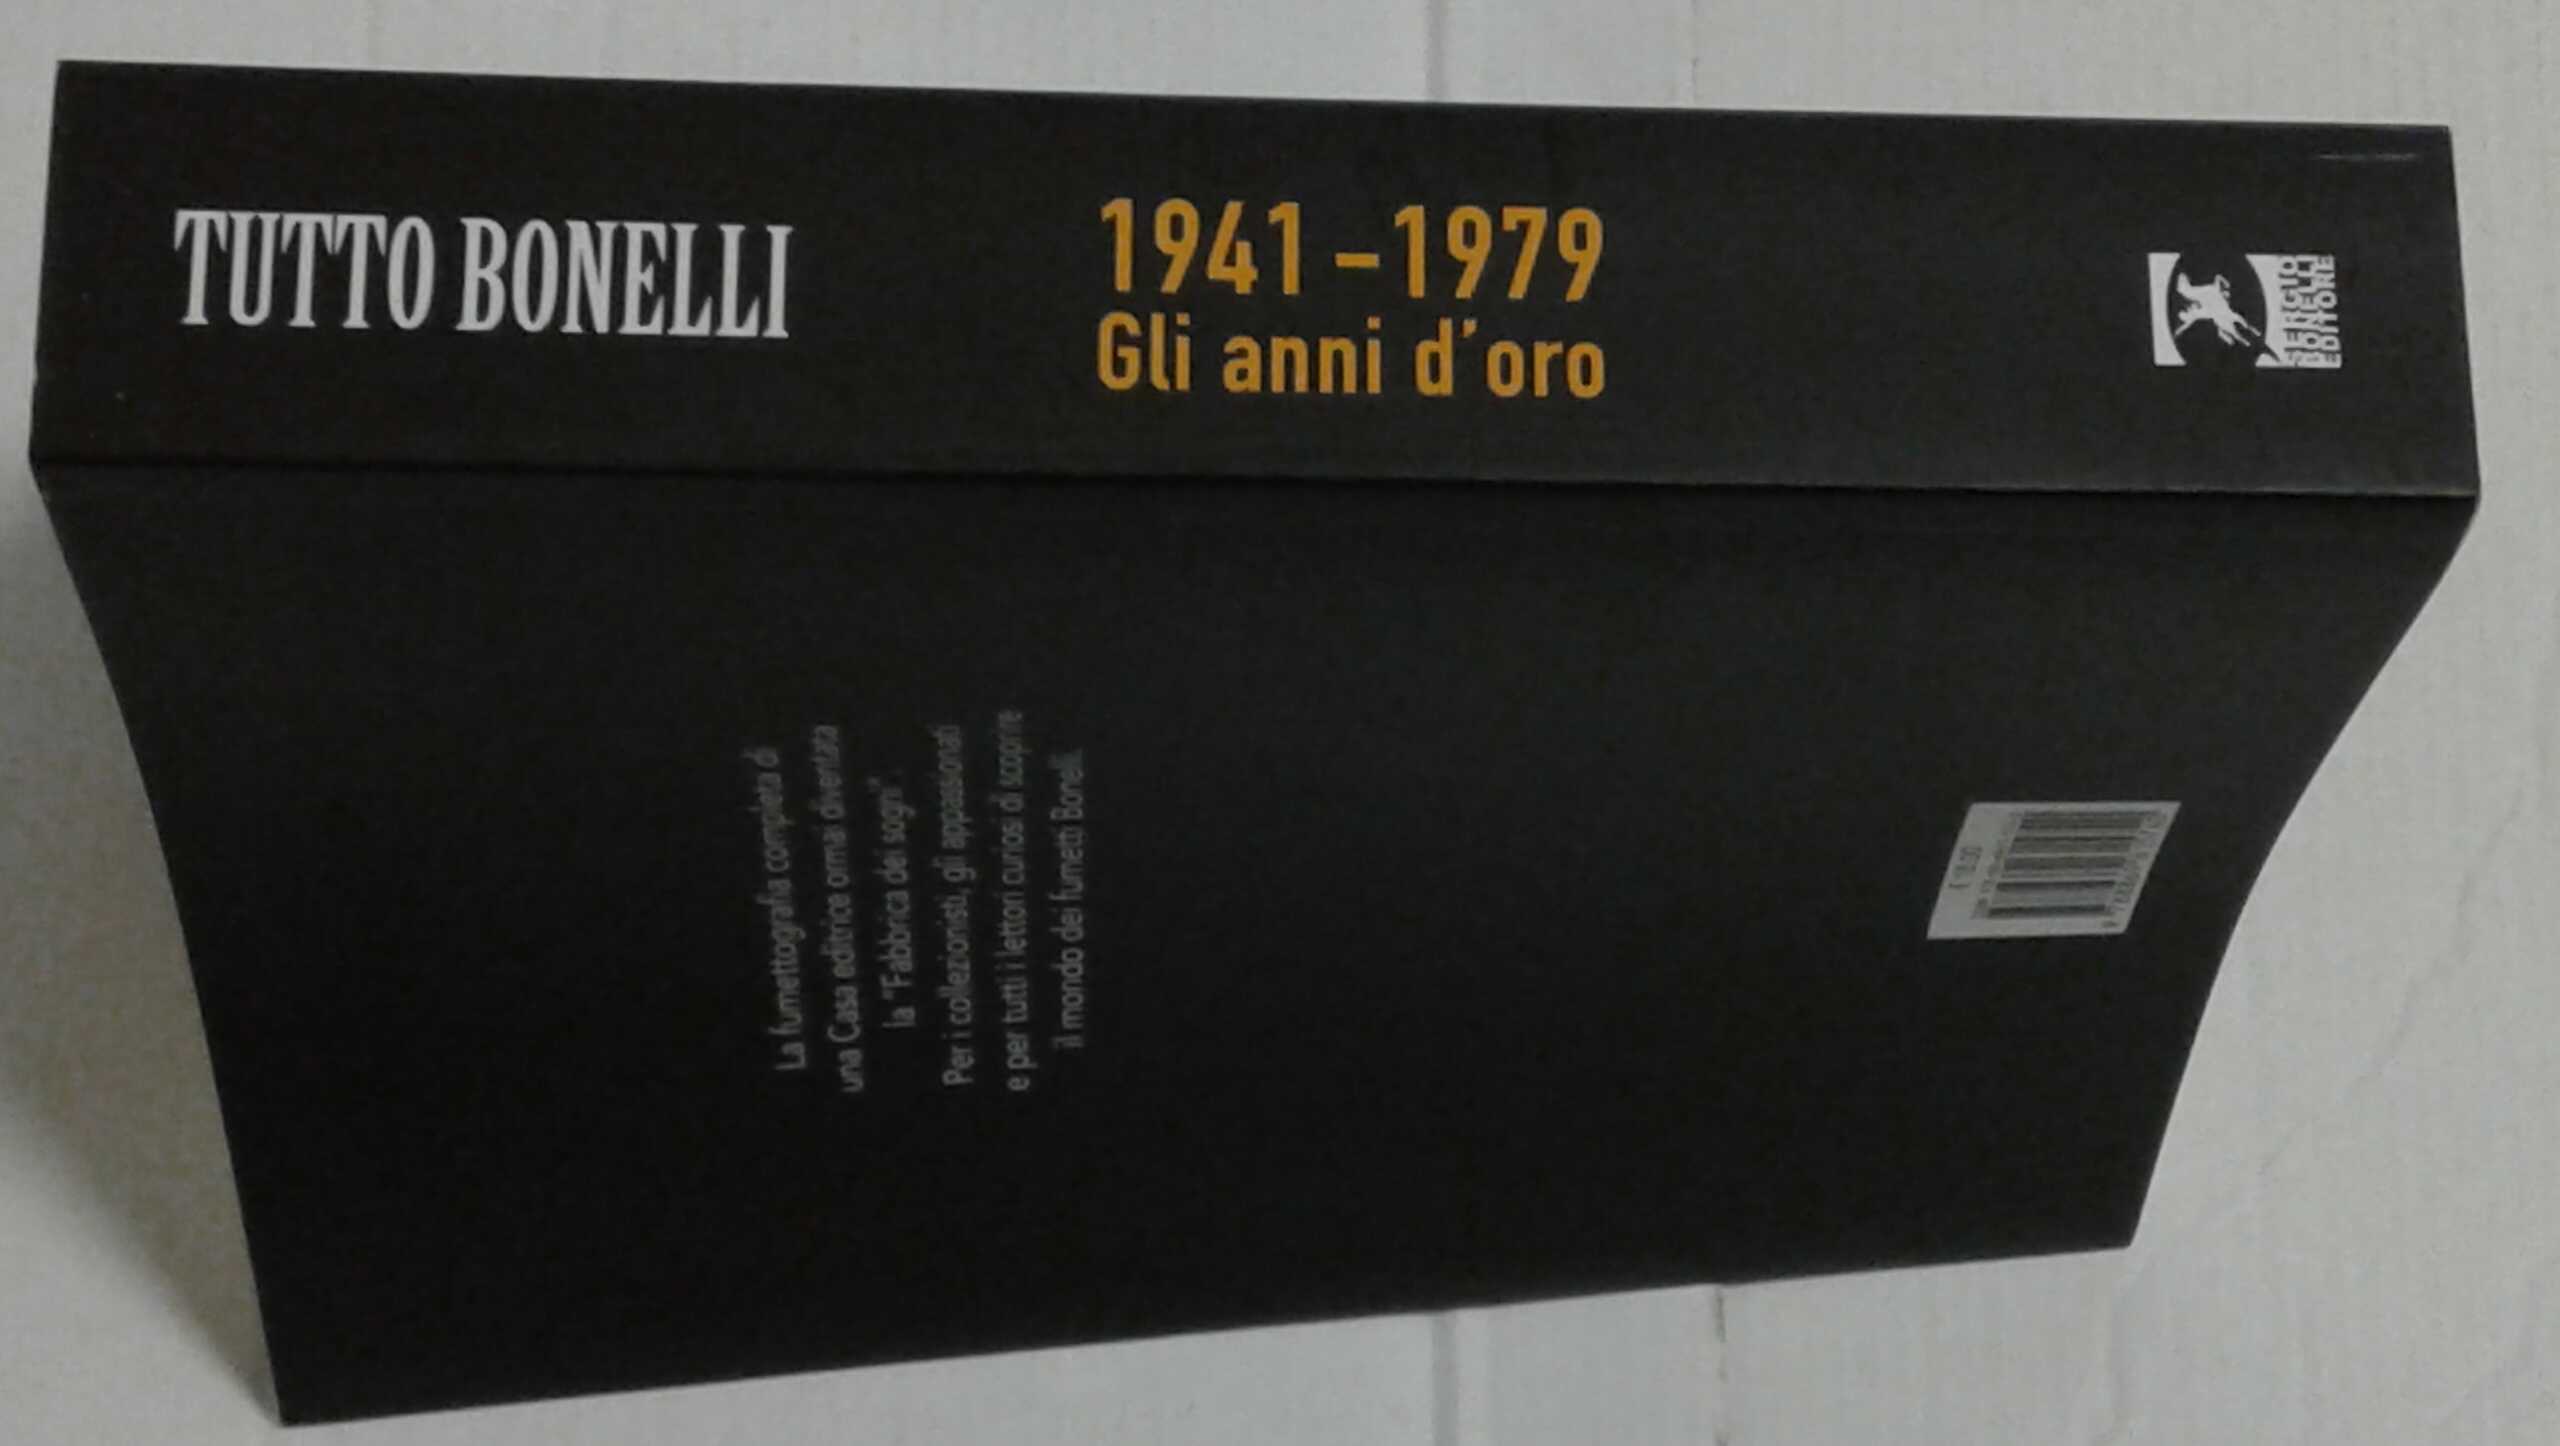 TUTTO BONELLI
1941-1979
Gli anni d'oro
SERGIO
BONELLI
EDITORE
La fumettografia completa di
una Casa editrice ormai diventata
la "Fabbrica dei sogni".
Per i collezionisti, gli appassionati
e per tutti i lettori curiosi di scoprire
il mondo dei fumetti Bonelli.